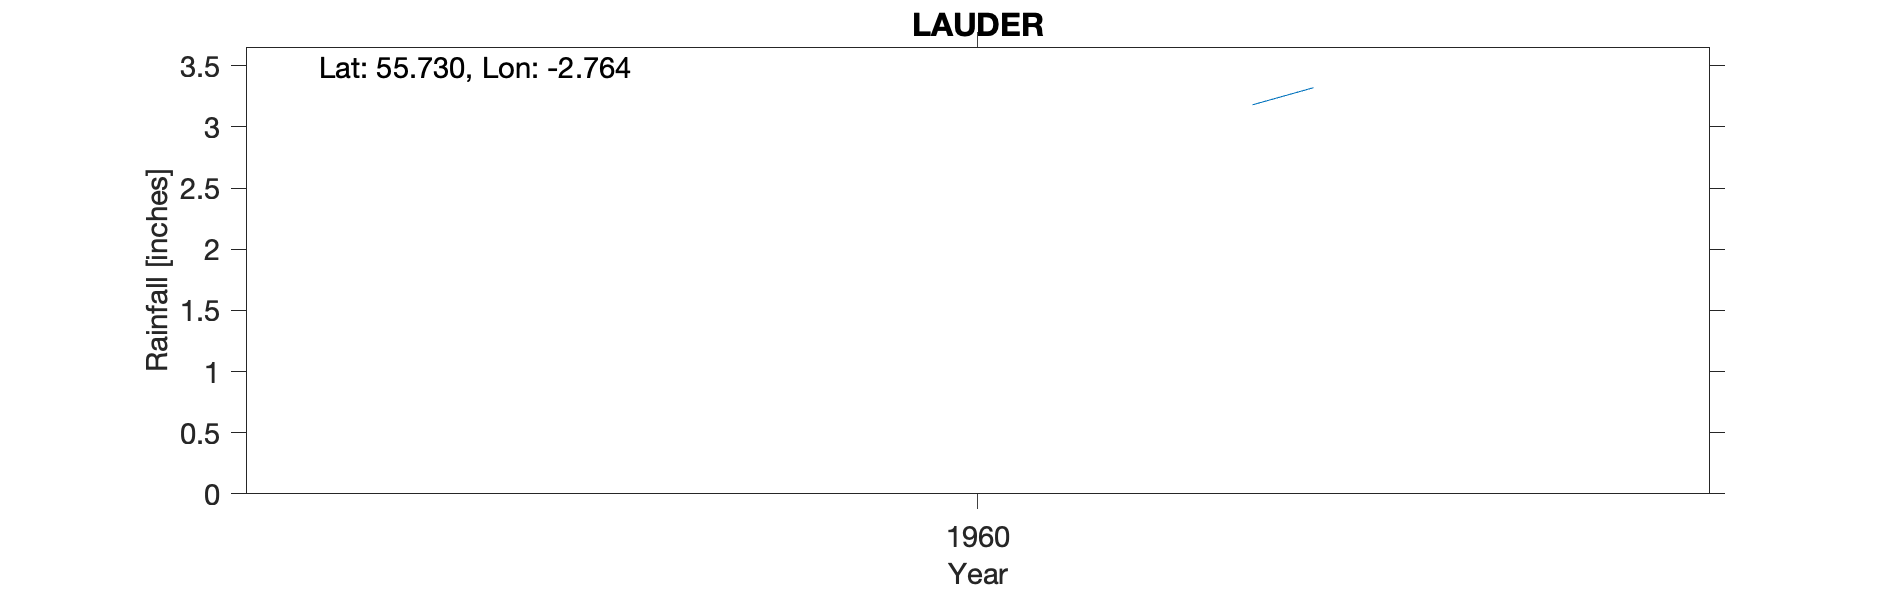 LAUDER
Lat: 55.730, Lon: -2.764
3.5
3
2.5
2
1.5
1
0.5
0
Rainfall [inches]
1960
Year